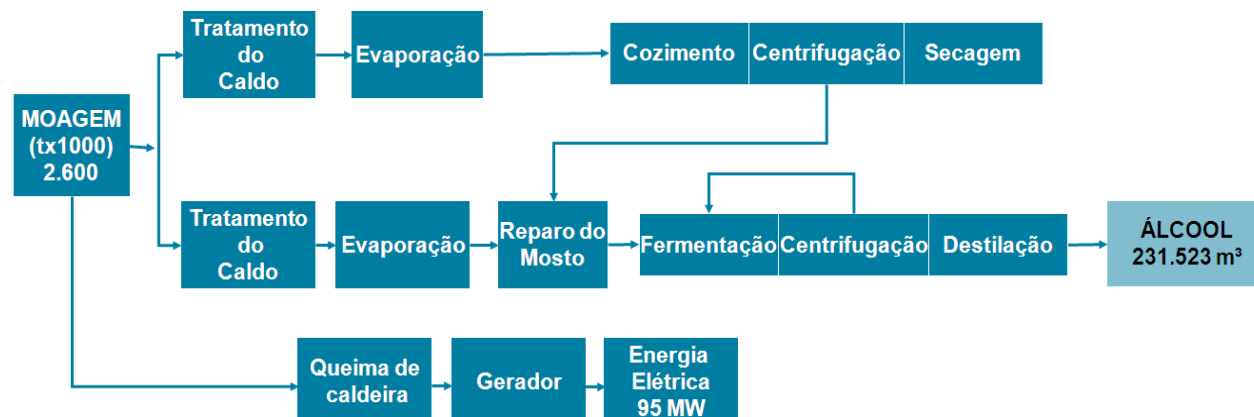 Tratamento
do
Caldo
Evaporação
Cozimento
Centrifugação
Secagem
MOAGEM
(tx1000)
2.600
Tratamento
do
Caldo
Evaporação
Reparo do
Mosto
Fermentação
Centrifugação
Destilação
ÁLCOOL
231.523 m³
Queima de
caldeira
Gerador
Energia
Elétrica
95 MW